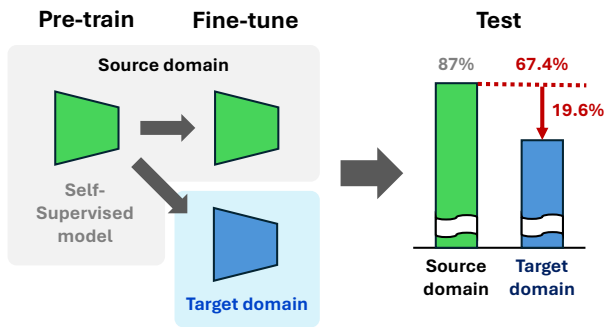 Pre-train
Fine-tune
Test
Source domain
Self-
Supervised
model
Target domain
87%
67.4%
19.6%
Source
domain
Target
domain